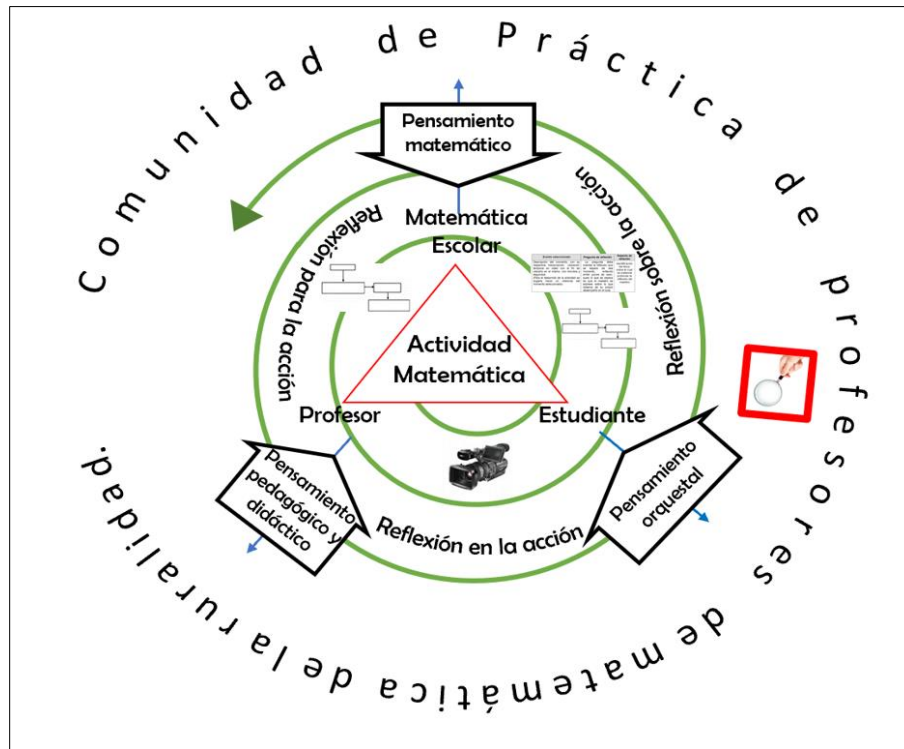 Comunidad de Práctica de profesores de matemática de la ruralidad.
Pensamiento
matemático
Reflexión para la acción
Reflexión sobre la acción
Matemática
Escolar
Actividad
Matemática
Profesor
Estudiante
Pensamiento
pedagógico y
didáctico
Reflexión en la acción
Pensamiento
orquestal